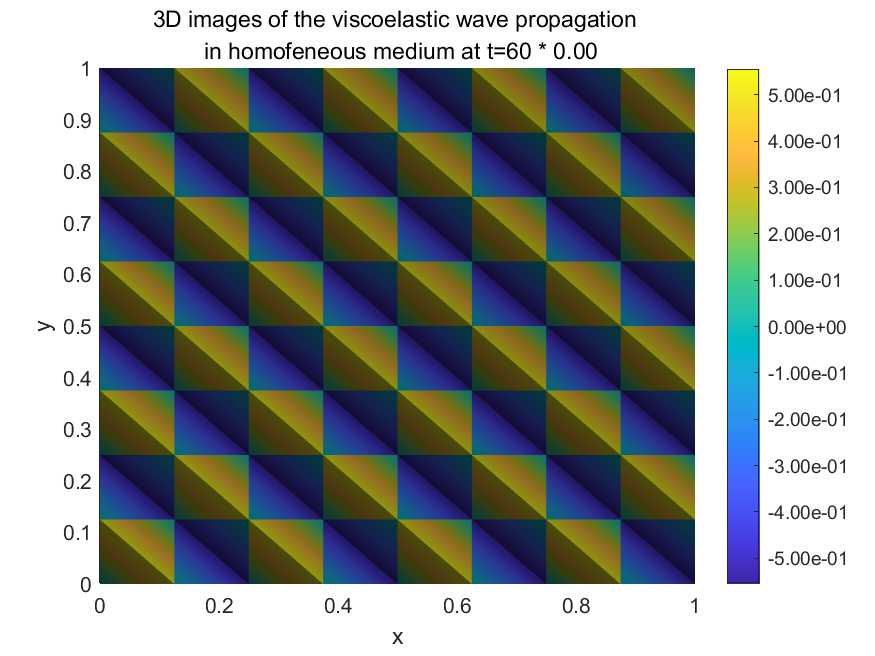 3D images of the viscoelastic wave propagation
in homofeneous medium at t=60 * 0.00
1
0.9
0.8
0.7
0.6
0.5
0.4
0.3
0.2
0.1
0
y
0
0.2
0.4
0.6
0.8
1
x
5.00e-01
4.00e-01
3.00e-01
2.00e-01
1.00e-01
0.00e+00
-1.00e-01
-2.00e-01
-3.00e-01
-4.00e-01
-5.00e-01